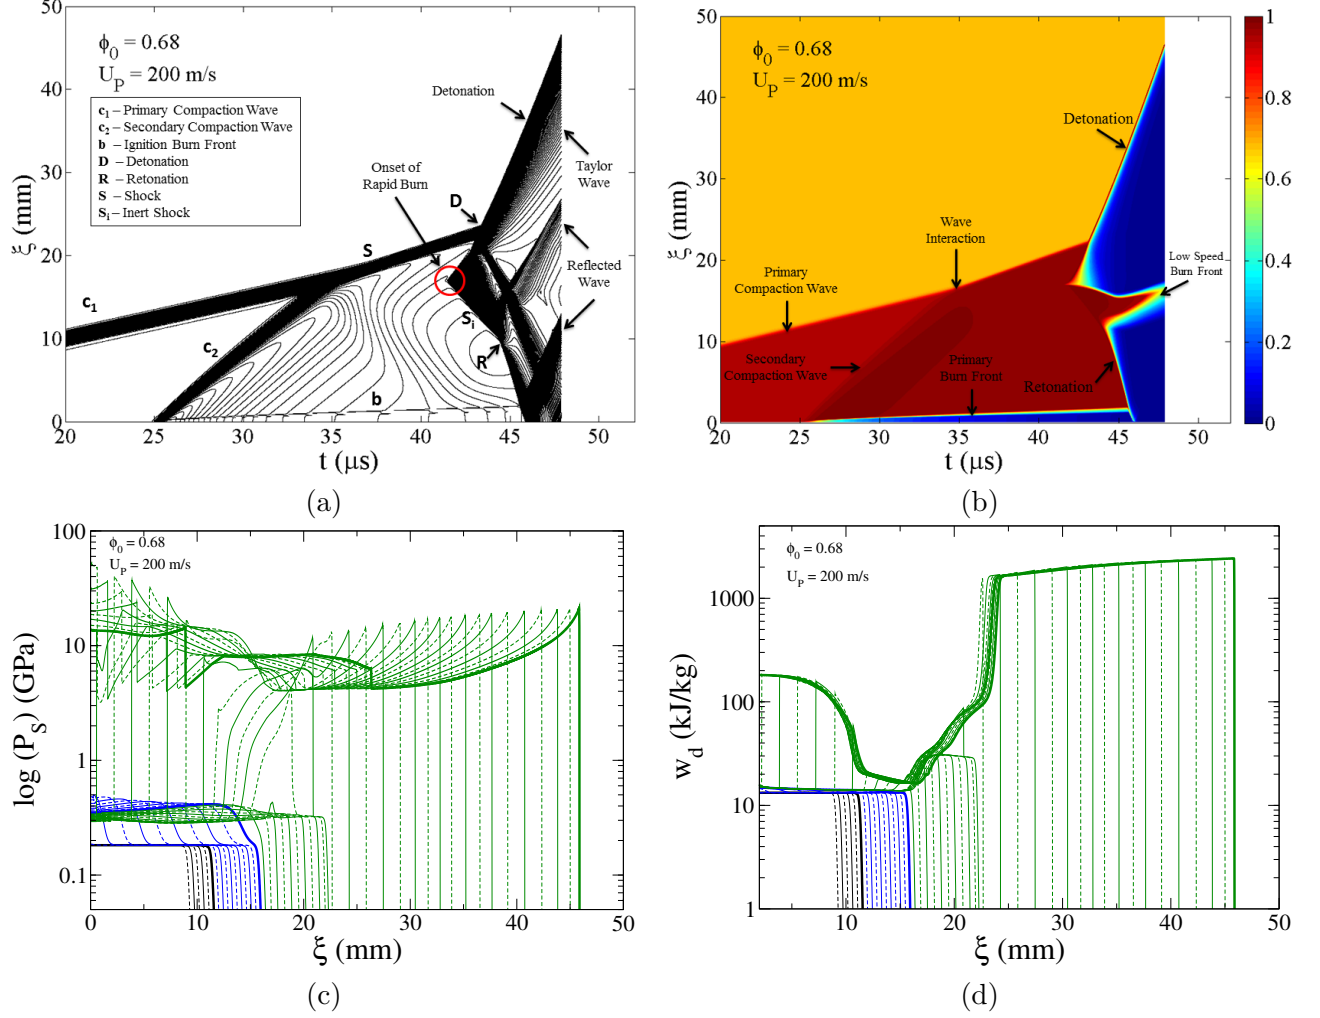 (a)
ϕ0 = 0.68
UP = 200 m/s
c1 – Primary Compaction Wave
c2 – Secondary Compaction Wave
b – Ignition Burn Front
D – Detonation
R – Retonation
S – Shock
Si – Inert Shock
Detonation
Onset of
Rapid Burn
Taylor
Wave
Reflected
Wave
D
S
c1
c2
Si
R
b
50
40
30
20
10
0
ξ (mm)
20 25 30 35 40 45 50
t (μs)
(a)
ϕ0 = 0.68
UP = 200 m/s
Detonation
Wave
Interaction
Primary
Compaction Wave
Low Speed
Burn Front
Secondary
Compaction Wave
Primary
Burn Front
Retonation
50
40
30
20
10
0
ξ (mm)
20 25 30 35 40 45 50
t (μs)
1
0.8
0.6
0.4
0.2
0
(b)
ϕ0 = 0.68
UP = 200 m/s
100
10
1
0.1
log (PS) (GPa)
0 10 20 30 40 50
ξ (mm)
(c)
ϕ0 = 0.68
UP = 200 m/s
1000
100
10
1
wd (kJ/kg)
10 20 30 40 50
ξ (mm)
(d)